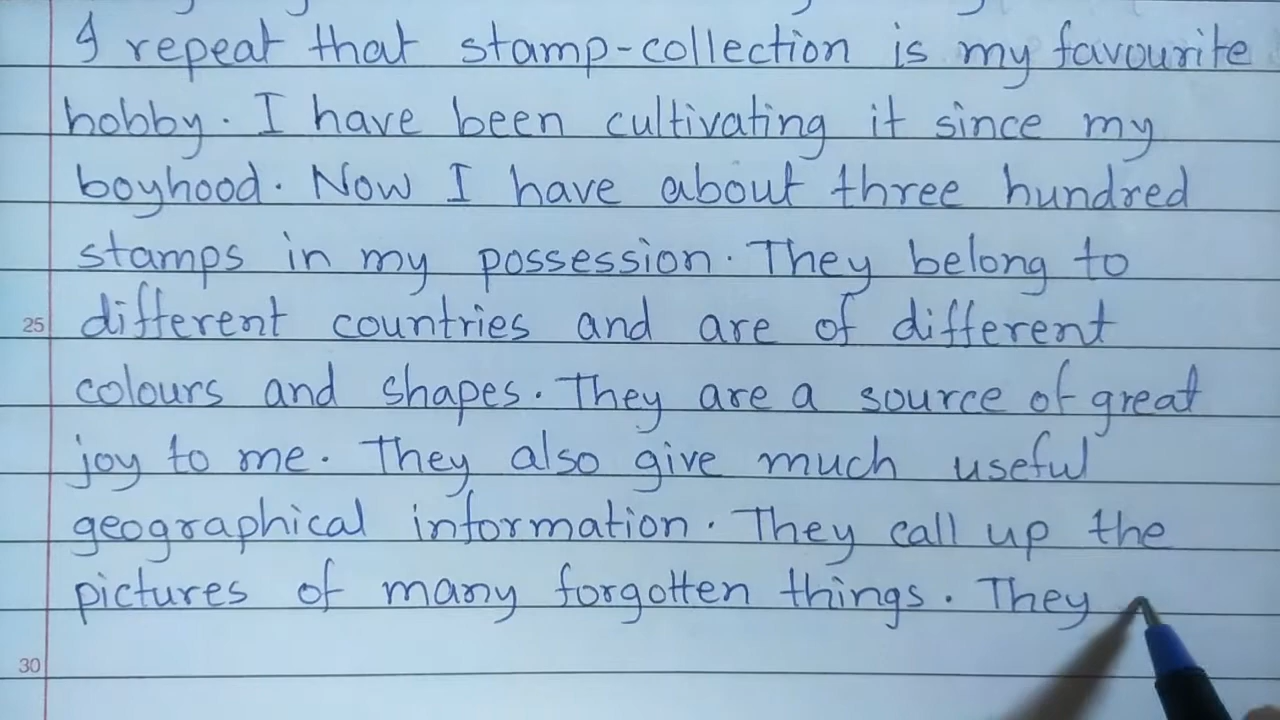 I repeat that stamp-collection is my favourite
hobby. I have been cultivating it since my
boyhood. Now I have about three hundred
stamps in my possession. They belong to
25 different countries and are of different
colours and shapes. They are a source of great
joy to me. They also give much useful
geographical information. They call up the
pictures of many forgotten things. They
30